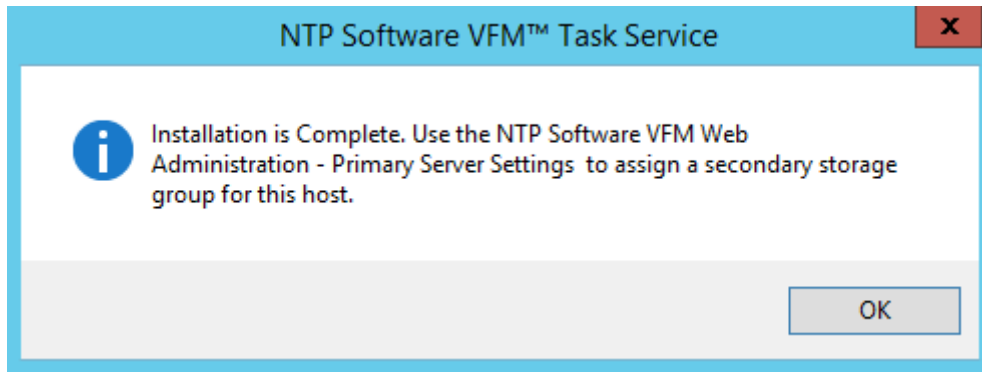 NTP Software VFM™ Task Service
x
Installation is Complete. Use the NTP Software VFM Web
Administration - Primary Server Settings  to assign a secondary storage
group for this host.
OK